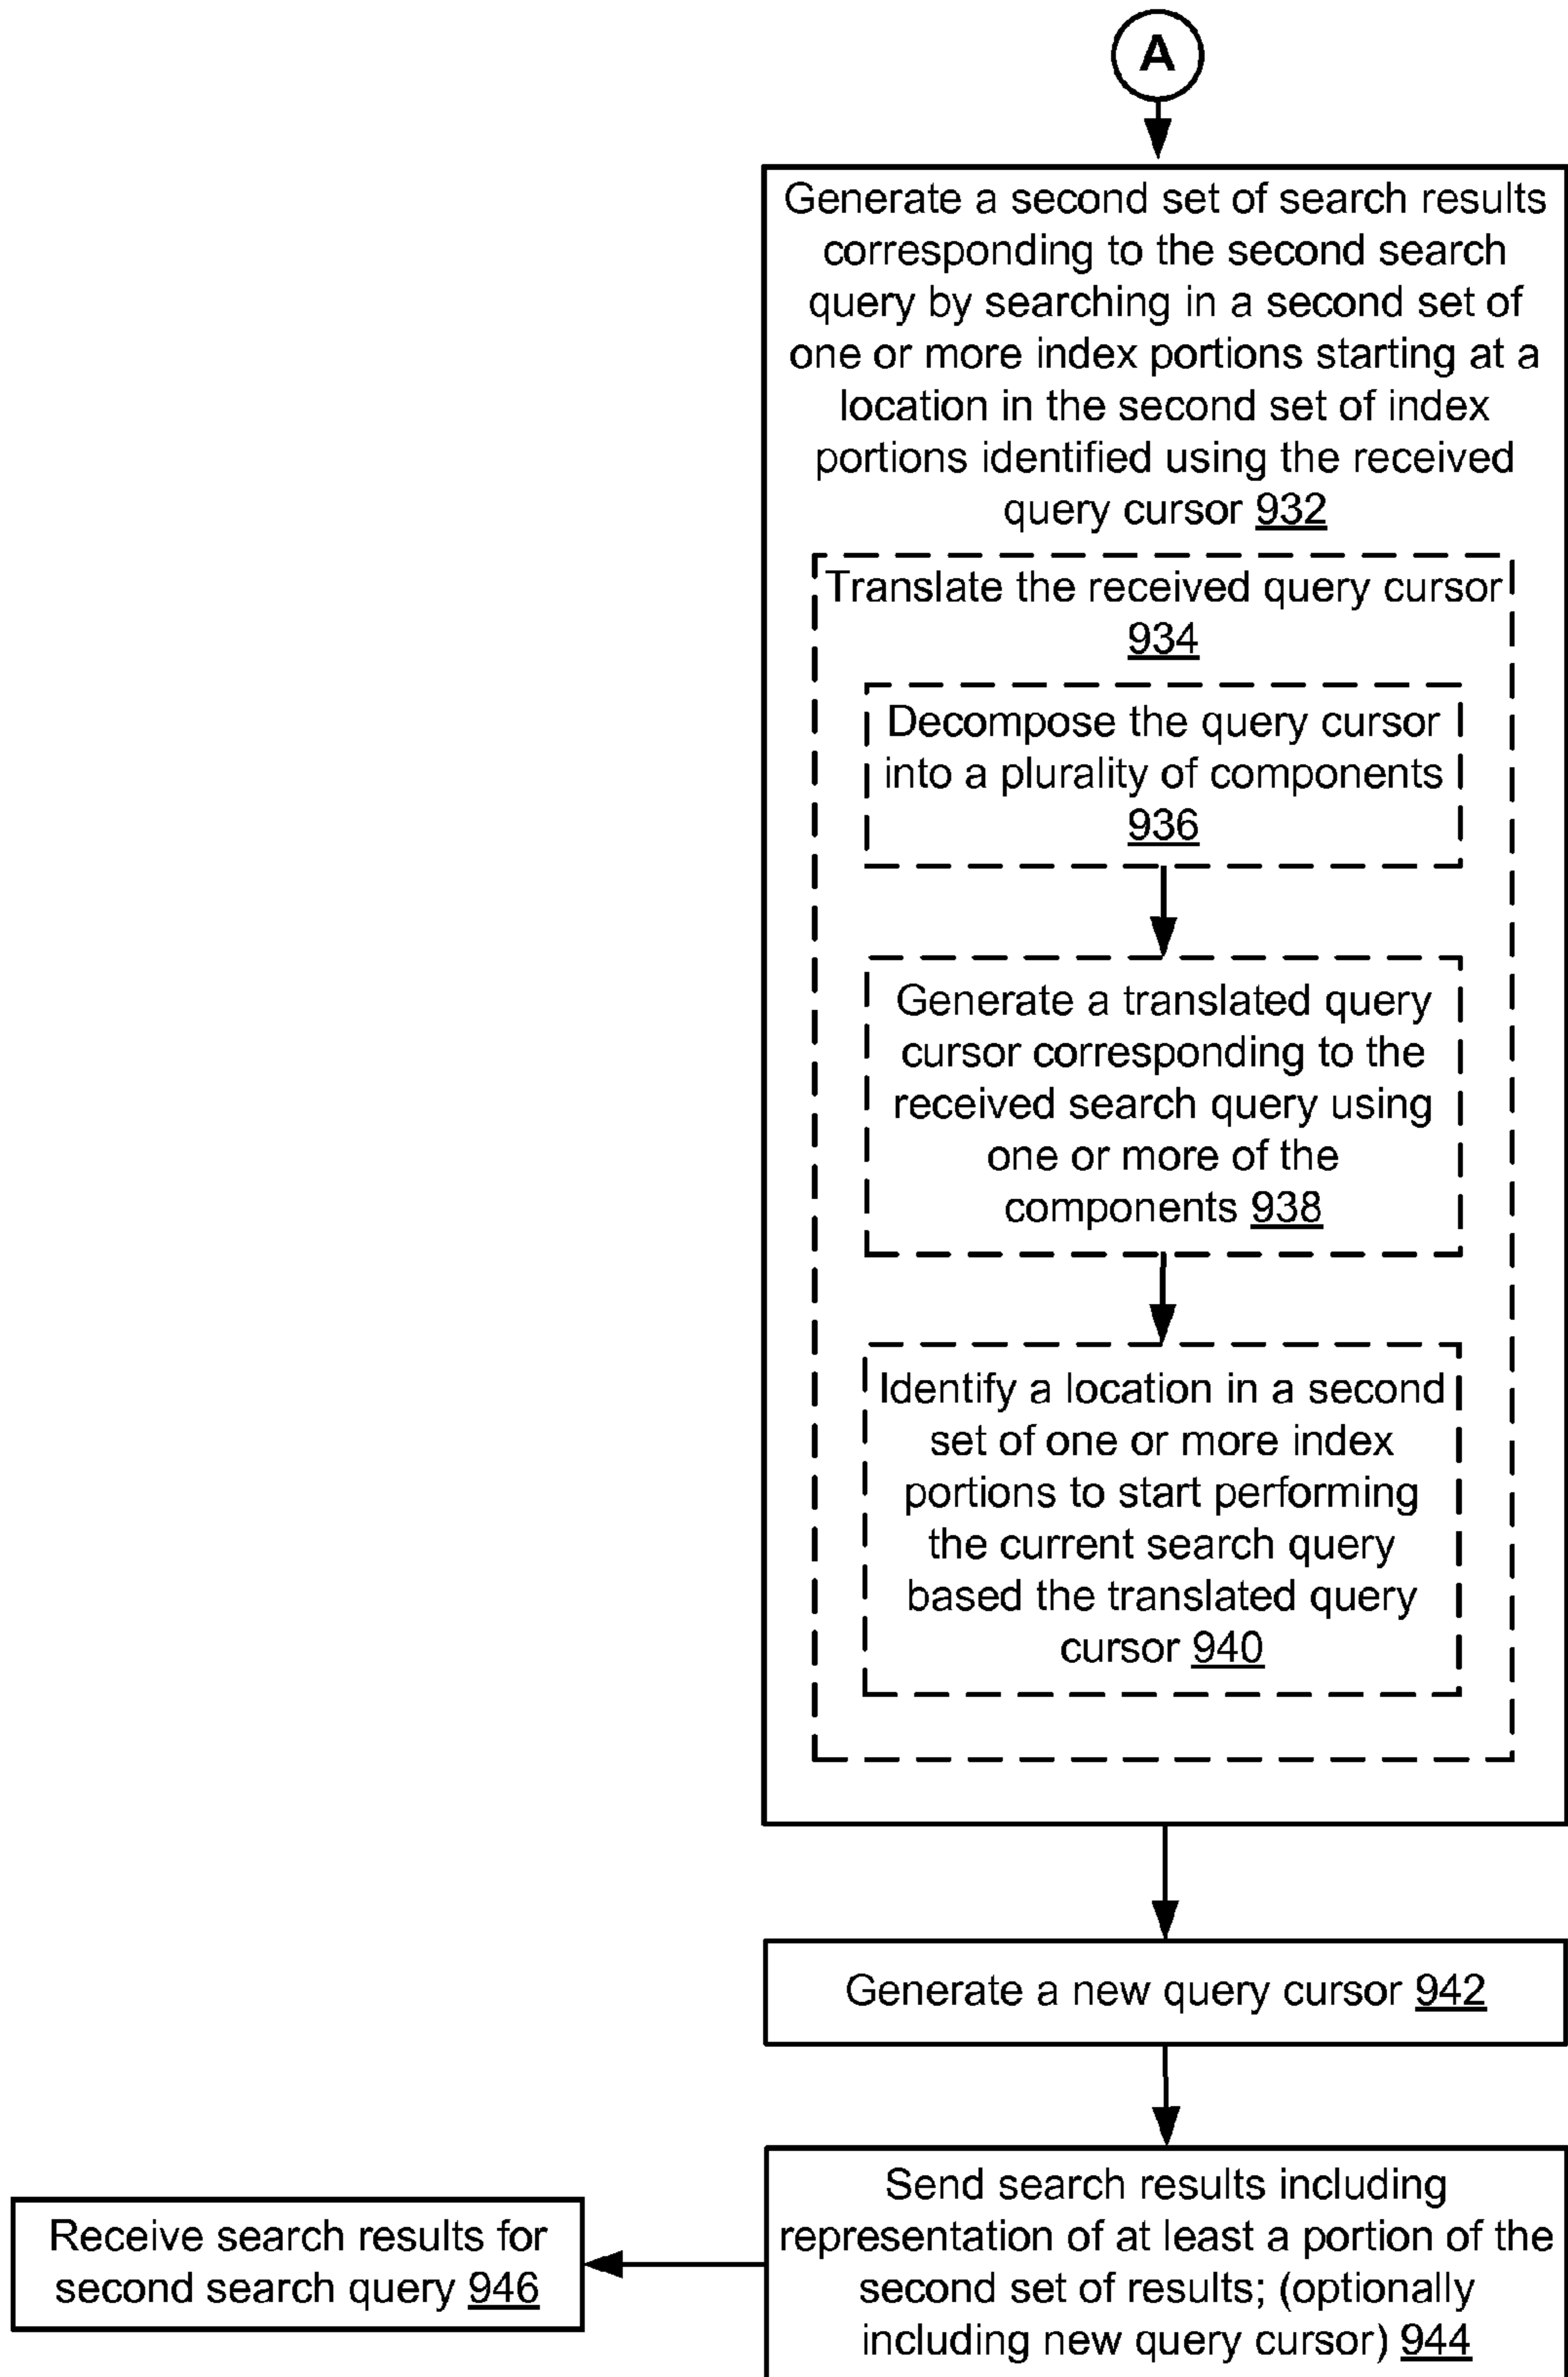 A
Generate a second set of search results
corresponding to the second search
query by searching in a second set of
one or more index portions starting at a
location in the second set of index
portions identified using the received
query cursor 932
Translate the received query cursor
934
Decompose the query cursor
into a plurality of components
936
Generate a translated query
cursor corresponding to the
received search query using
one or more of the
components 938
Identify a location in a second
set of one or more index
portions to start performing
the current search query
based the translated query
cursor 940
Generate a new query cursor 942
Send search results including
representation of at least a portion of the
second set of results; (optionally
including new query cursor) 944
Receive search results for
second search query 946